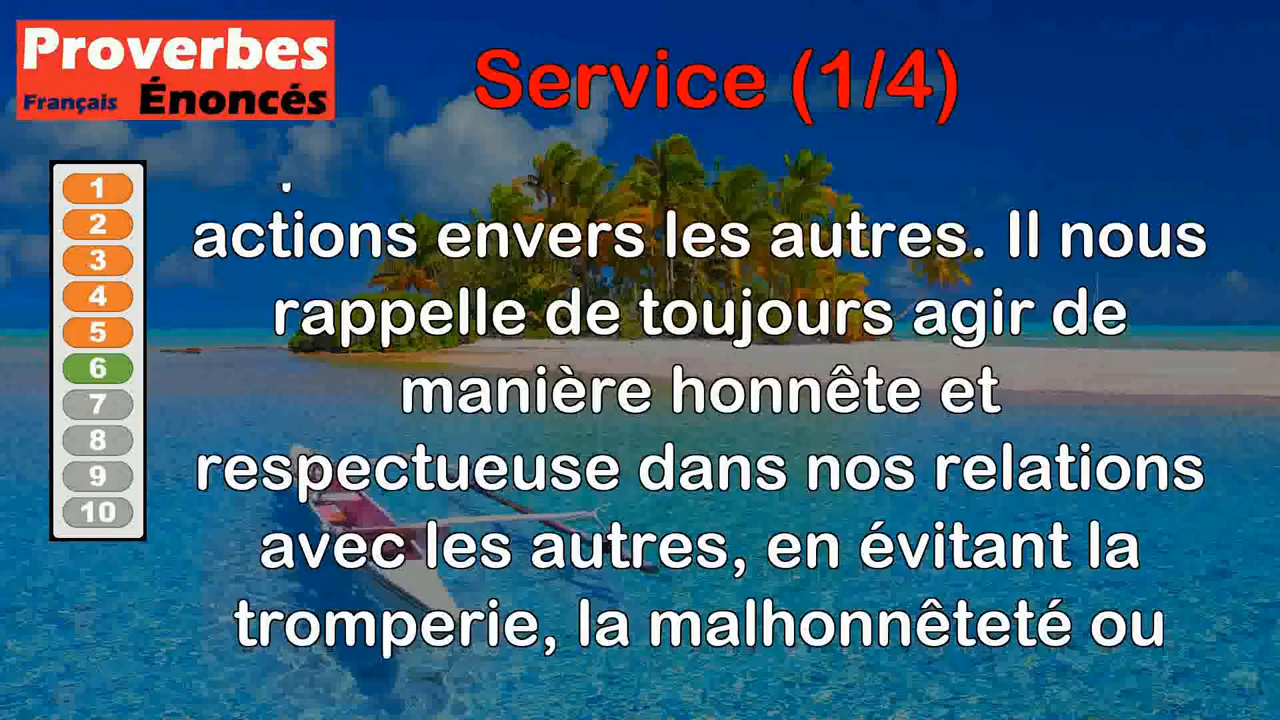 Proverbes
Français Énoncés
Service (1/4)
1
2
3
4
5
6
7
8
9
10
actions envers les autres. Il nous
rappelle de toujours agir de
manière honnête et
respectueuse dans nos relations
avec les autres, en évitant la
tromperie, la malhonnêteté ou